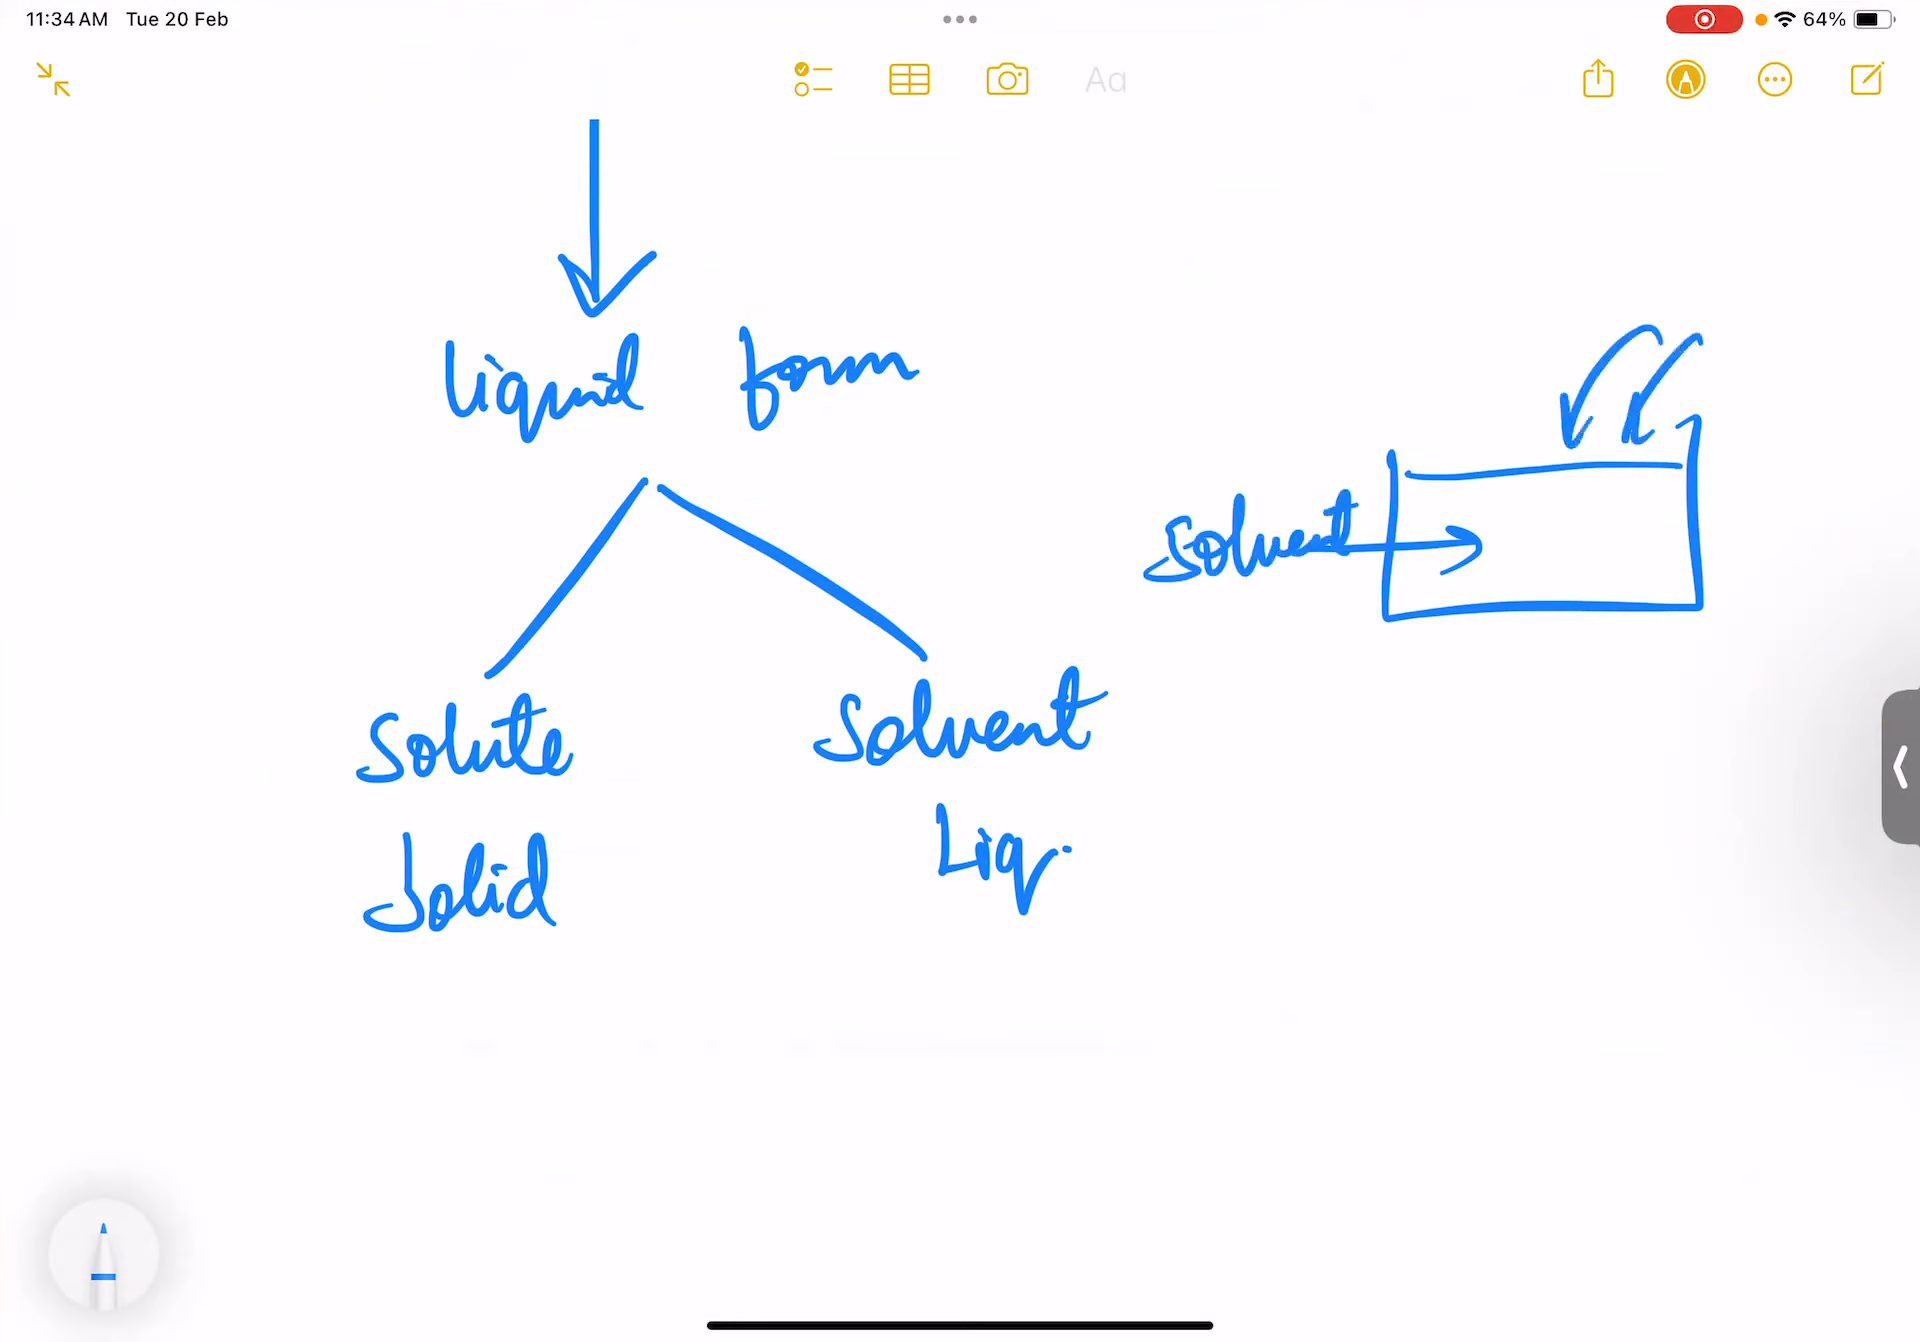 11:34 AM Tue 20 Feb
64%
Aa
Liquid form
Solvent
Solute Solvent
Solid Liq.